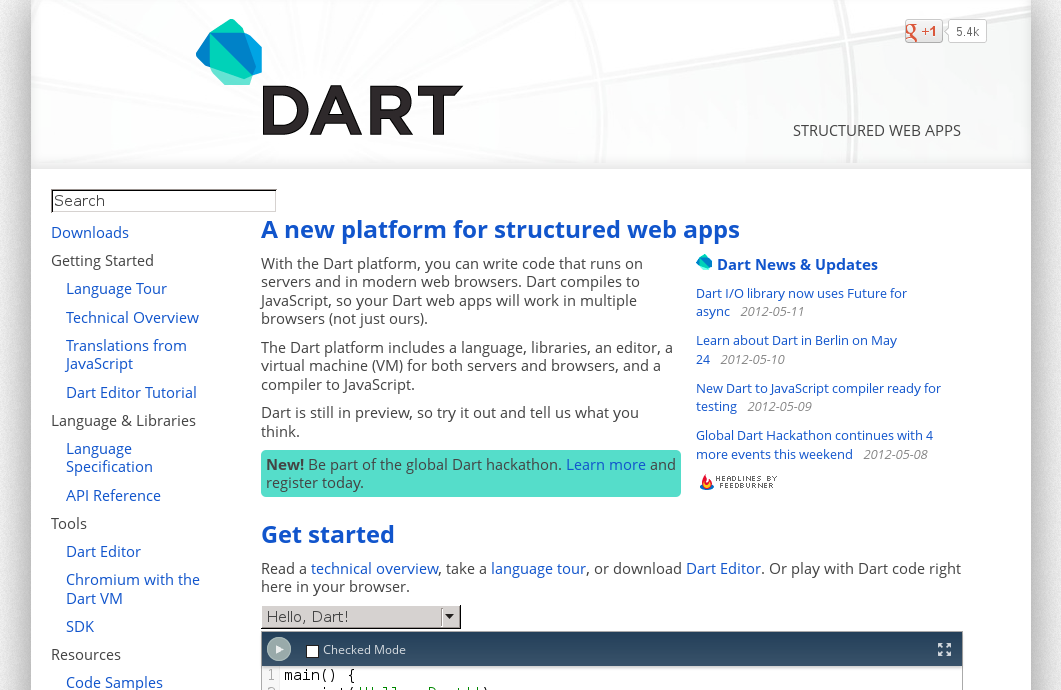 DART
g +1
5.4k
STRUCTURED WEB APPS
Search
Downloads
Getting Started
Language Tour
Technical Overview
Translations from
JavaScript
Dart Editor Tutorial
Language & Libraries
Language
Specification
API Reference
Tools
Dart Editor
Chromium with the
Dart VM
SDK
Resources
Code Samples
A new platform for structured web apps
With the Dart platform, you can write code that runs on
servers and in modern web browsers. Dart compiles to
JavaScript, so your Dart web apps will work in multiple
browsers (not just ours).
The Dart platform includes a language, libraries, an editor, a
virtual machine (VM) for both servers and browsers, and a
compiler to JavaScript.
Dart is still in preview, so try it out and tell us what you
think.
New! Be part of the global Dart hackathon. Learn more and
register today.
Dart News & Updates
Dart I/O library now uses Future for
async 2012-05-11
Learn about Dart in Berlin on May
24 2012-05-10
New Dart to JavaScript compiler ready for
testing 2012-05-09
Global Dart Hackathon continues with 4
more events this weekend 2012-05-08
HEADLINES BY
FEEDBURNER
Get started
Read a technical overview, take a language tour, or download Dart Editor. Or play with Dart code right
here in your browser.
Hello, Dart!
Checked Mode
1 main() {